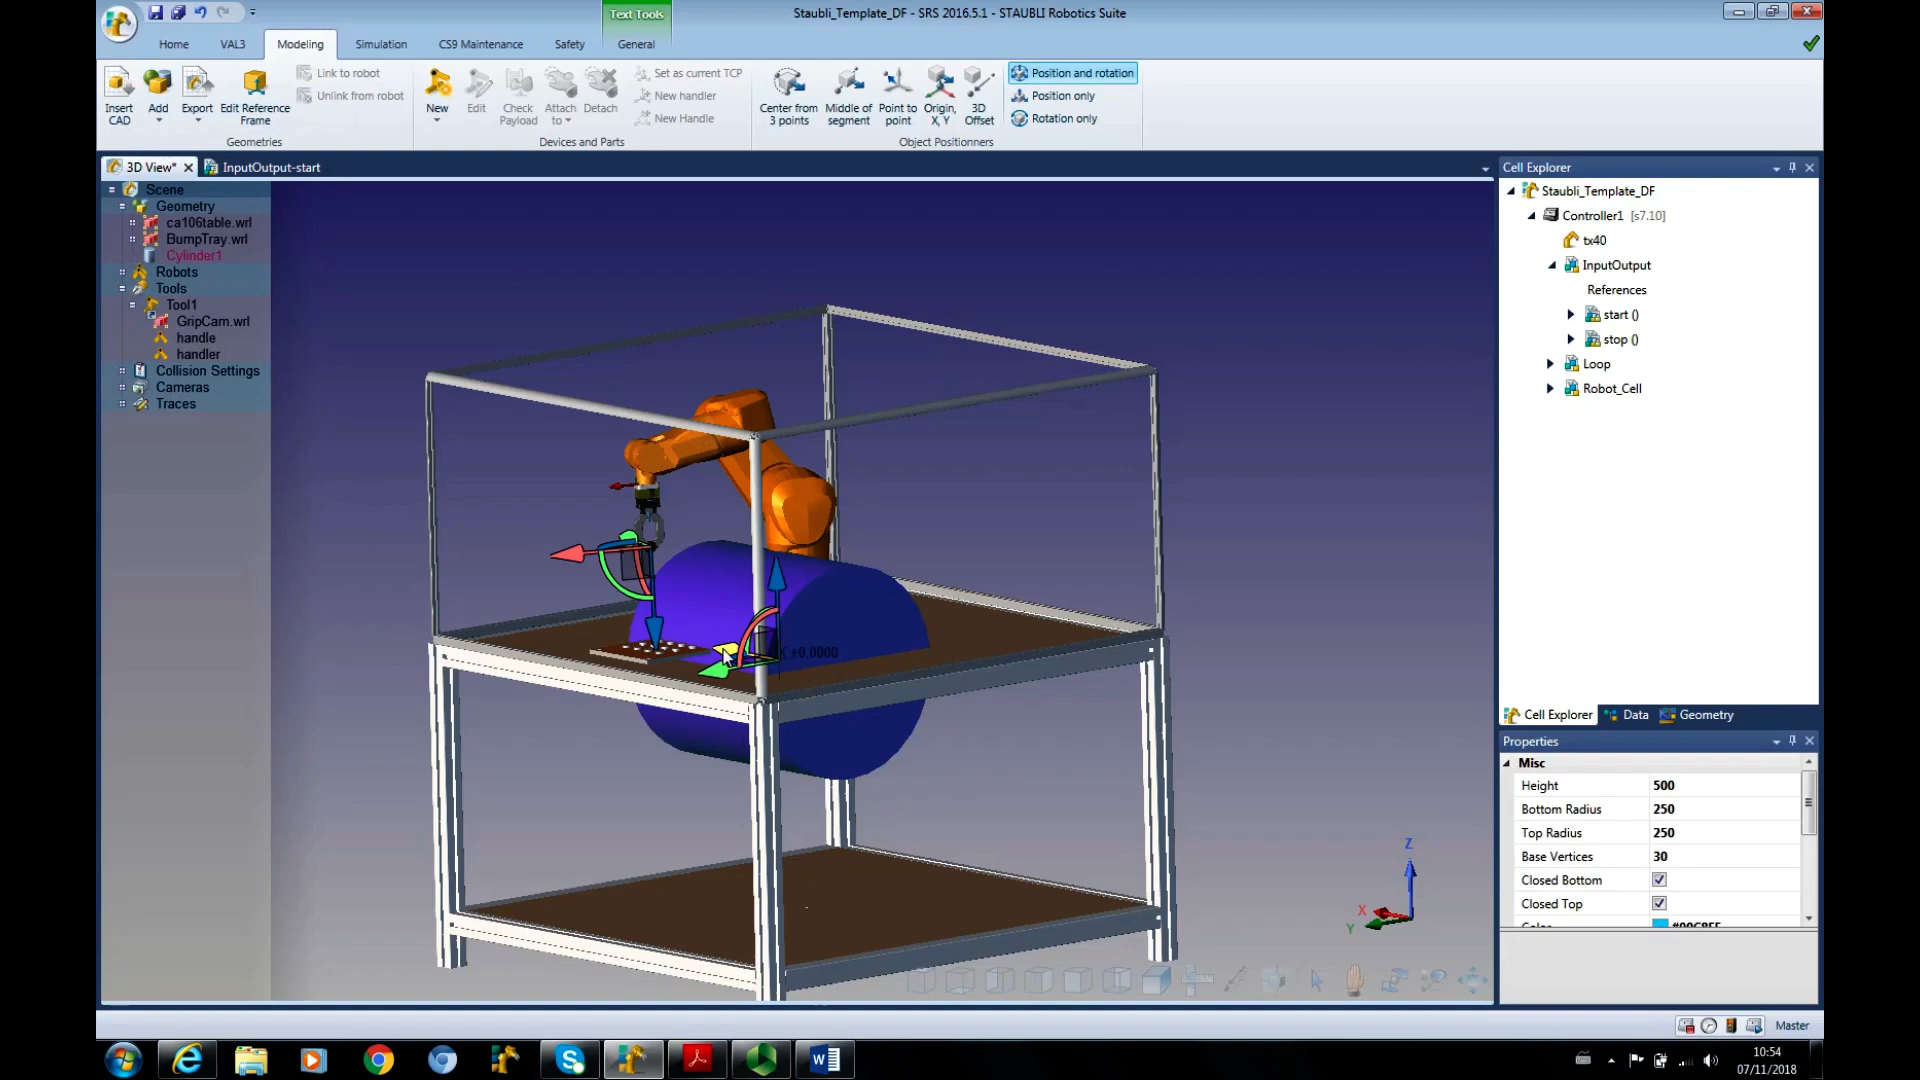 Text Tools
Staubli_Template_DF - SRS 2016.5.1 - STAUBLI Robotics Suite
Home VAL3 Modeling Simulation CS9 Maintenance Safety General
Insert CAD
Add
Export
Edit Reference Frame
Link to robot
Unlink from robot
Geometries
New
Edit
Check Payload
Attach to
Detach
Set as current TCP
New handler
New Handle
Devices and Parts
Center from 3 points
Middle of segment
Point to point
Origin, X, Y
3D Offset
Position and rotation
Position only
Rotation only
Object Positionners
3D View*
InputOutput-start
Scene
Geometry
ca106table.wrl
BumpTray.wrl
Cylinder1
Robots
Tools
Tool1
GripCam.wrl
handle
handler
Collision Settings
Cameras
Traces
X ±0.0000
Z
X
Y
Cell Explorer
Staubli_Template_DF
Controller1 [s7.10]
tx40
InputOutput
References
start ()
stop ()
Loop
Robot_Cell
Cell Explorer Data Geometry
Properties
Misc
Height 500
Bottom Radius 250
Top Radius 250
Base Vertices 30
Closed Bottom
Closed Top
Master
10:54
07/11/2018